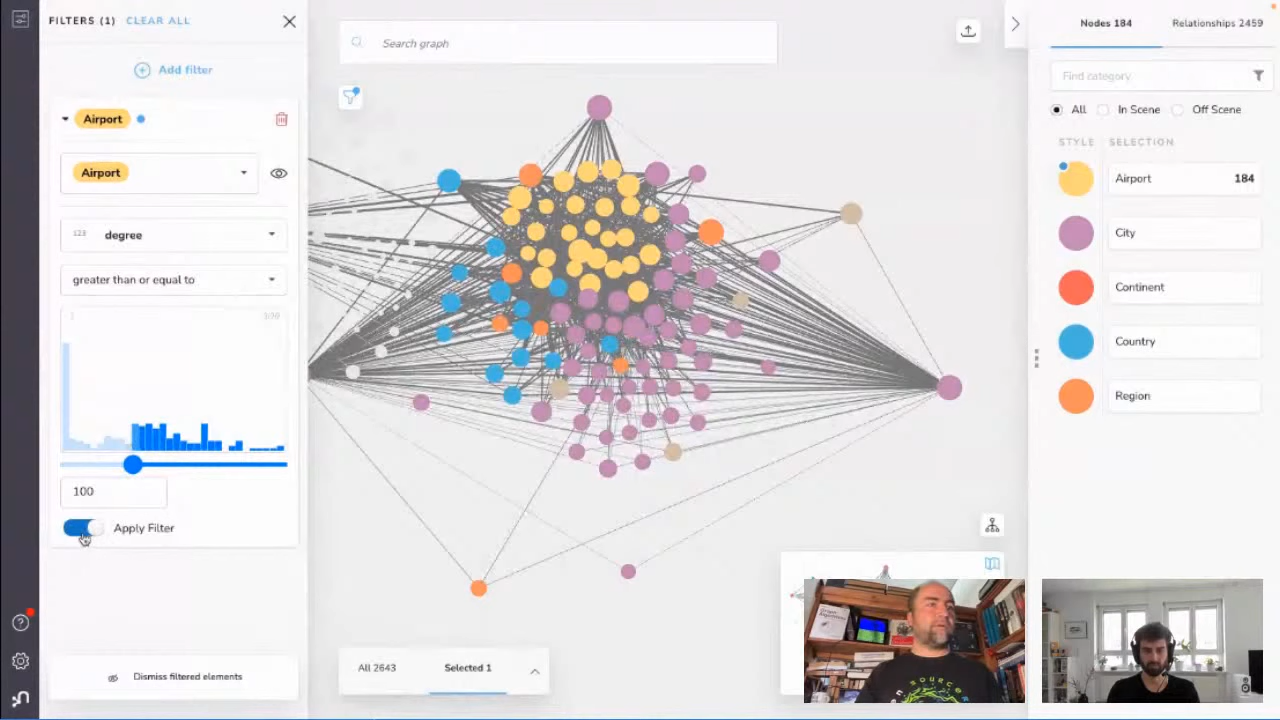 FILTERS (1) CLEAR ALL
Add filter
Airport
Airport
123 degree
greater than or equal to
1
100
Apply Filter
Dismiss filtered elements
Search graph
All 2643 Selected 1
Nodes 184 Relationships 2459
Find category
All In Scene Off Scene
STYLE SELECTION
Airport 184
City
Continent
Country
Region